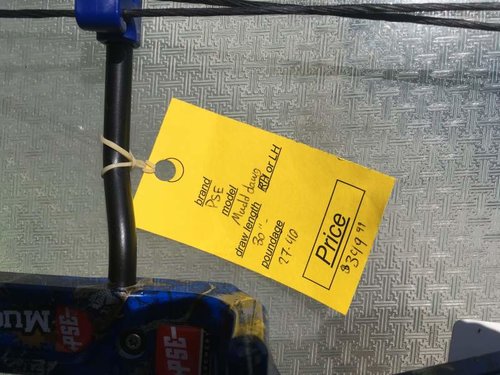 brand
PSE
model
Mudd dawg
draw length RH or LH
30"
poundage
27-40
Price
$349.99
Mud
PSE
PSE